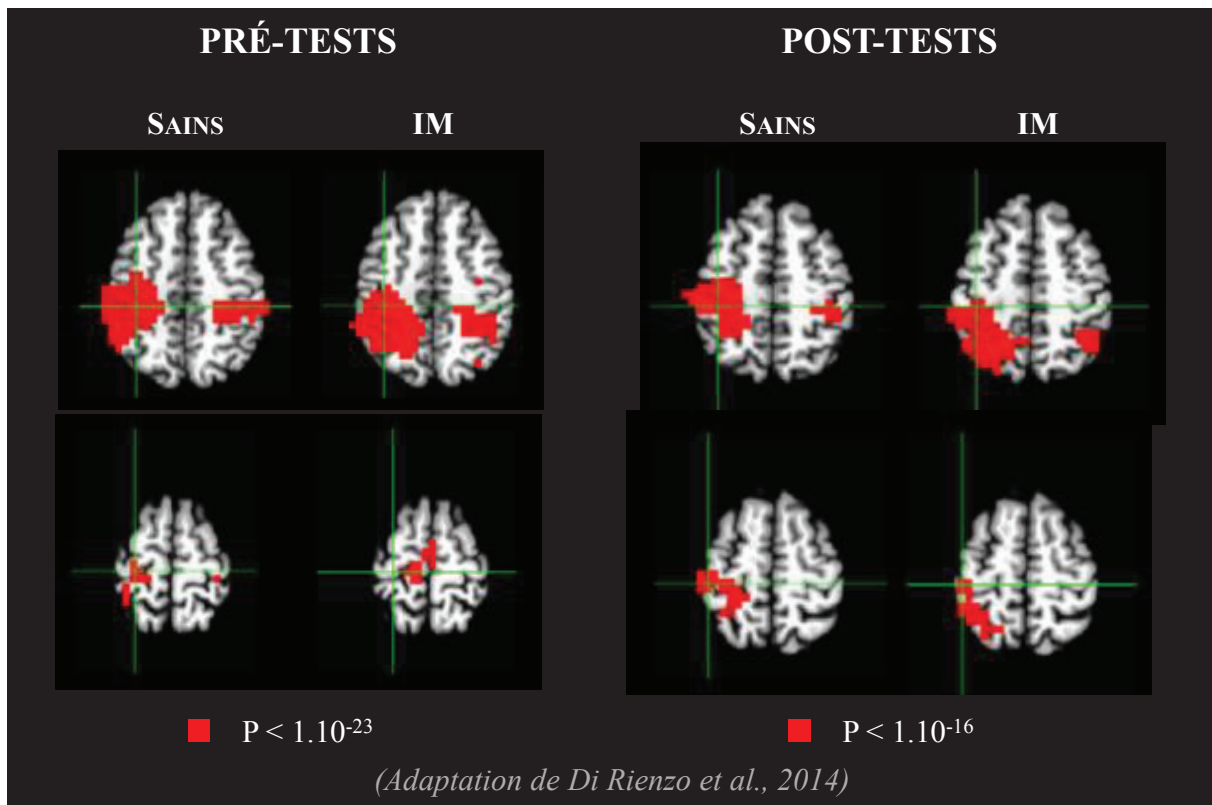 PRÉ-TESTS POST-TESTS
SAINS IM SAINS IM
P < 1.10⁻²³ P < 1.10⁻¹⁶
(Adaptation de Di Rienzo et al., 2014)